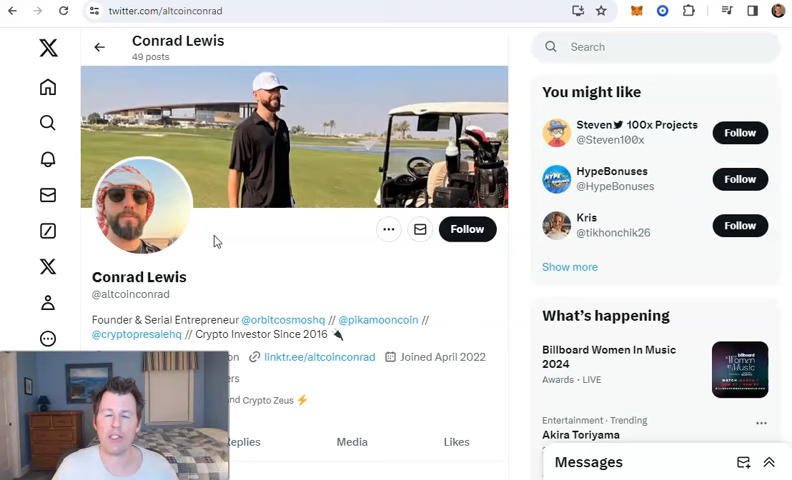 twitter.com/altcoinconrad
Conrad Lewis
49 posts
Search
You might like
Steven 100x Projects
@Steven100x
Follow
HypeBonuses
@HypeBonuses
Follow
Kris
@tikhonchik26
Follow
Show more
Follow
Conrad Lewis
@altcoinconrad
Founder & Serial Entrepreneur @orbitcosmoshq // @pikamooncoin //
@cryptopresalehq // Crypto Investor Since 2016
linktr.ee/altcoinconrad Joined April 2022
and Crypto Zeus
Media
Likes
What's happening
Billboard Women In Music
2024
Awards · LIVE
Entertainment · Trending
Akira Toriyama
Messages